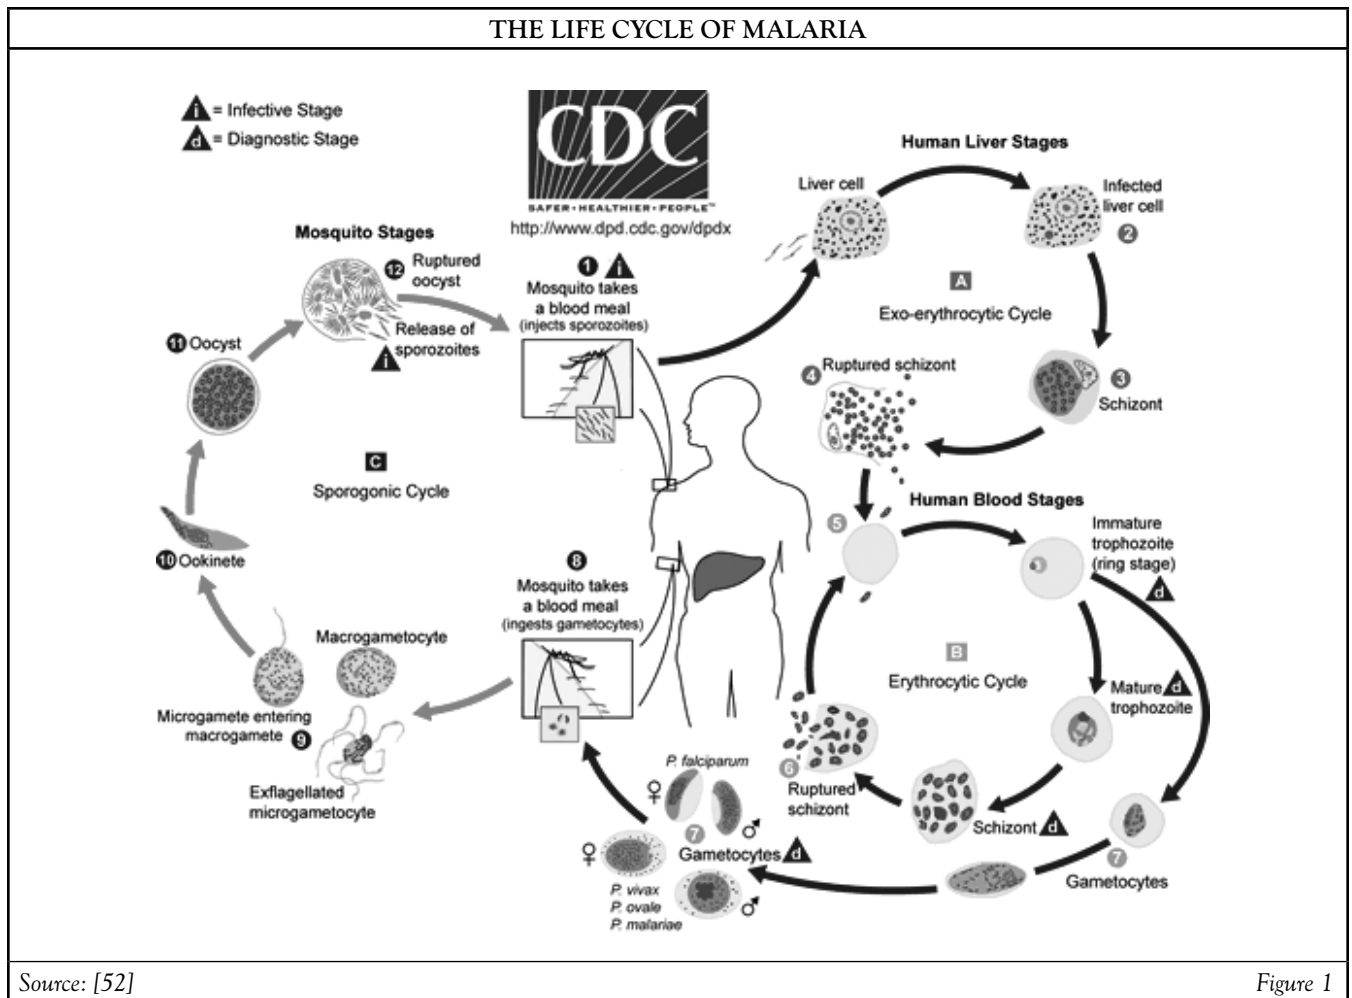 THE LIFE CYCLE OF MALARIA
i = Infective Stage
d = Diagnostic Stage
CDC
SAFER • HEALTHIER • PEOPLE™
http://www.dpd.cdc.gov/dpdx
Human Liver Stages
Liver cell
Infected
liver cell
2
Mosquito Stages
12 Ruptured
oocyst
1 i
Mosquito takes
a blood meal
(injects sporozoites)
A
Exo-erythrocytic Cycle
11 Oocyst
Release of
sporozoites
i
4 Ruptured schizont
3
Schizont
C
Sporogonic Cycle
Human Blood Stages
5
Immature
trophozoite
(ring stage)
d
10 Ookinete
8
Mosquito takes
a blood meal
(ingests gametocytes)
Macrogametocyte
B
Erythrocytic Cycle
Mature d
trophozoite
Microgamete entering
macrogamete 9
Exflagellated
microgametocyte
6
Ruptured
schizont
Schizont d
7
Gametocytes
P. falciparum
♀
♂
7
Gametocytes d
♀
♂
P. vivax
P. ovale
P. malariae
Source: [52]
Figure 1